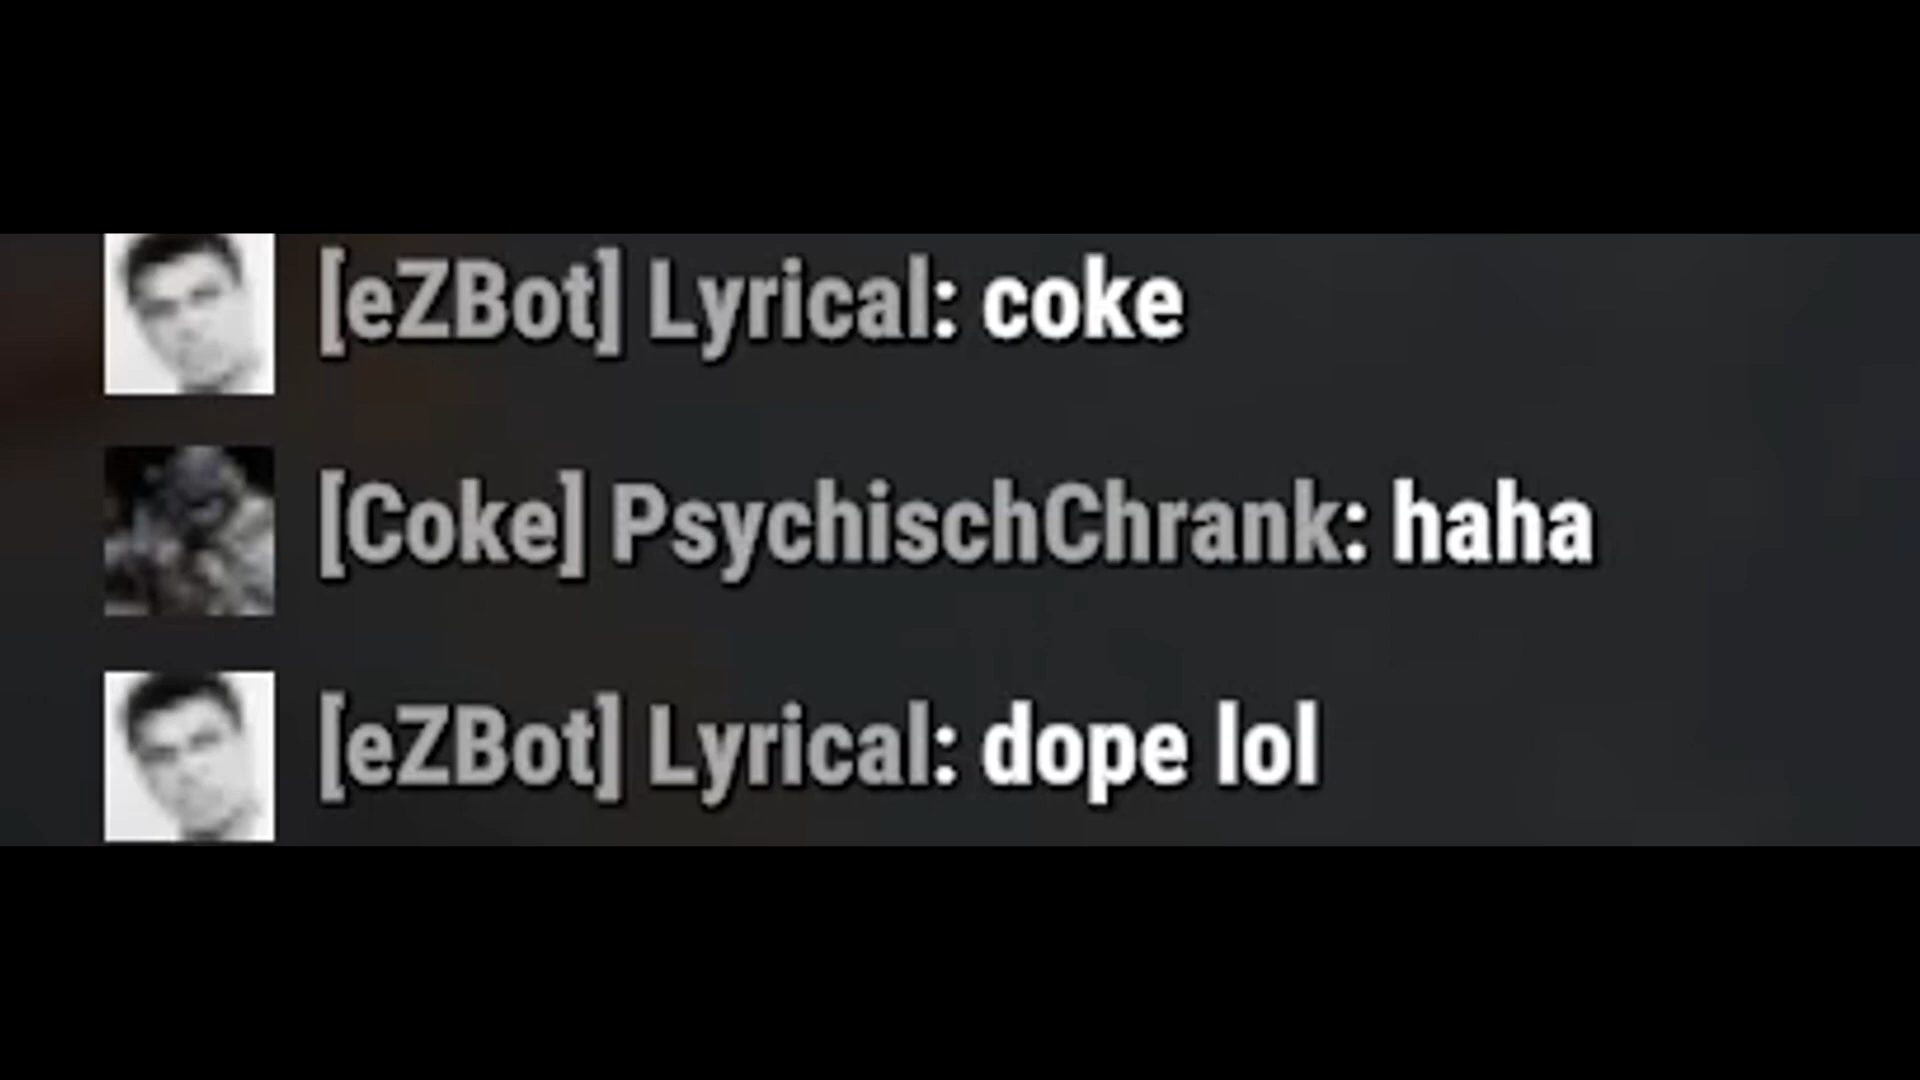 [eZBot] Lyrical: coke
[Coke] PsychischChrank: haha
[eZBot] Lyrical: dope lol